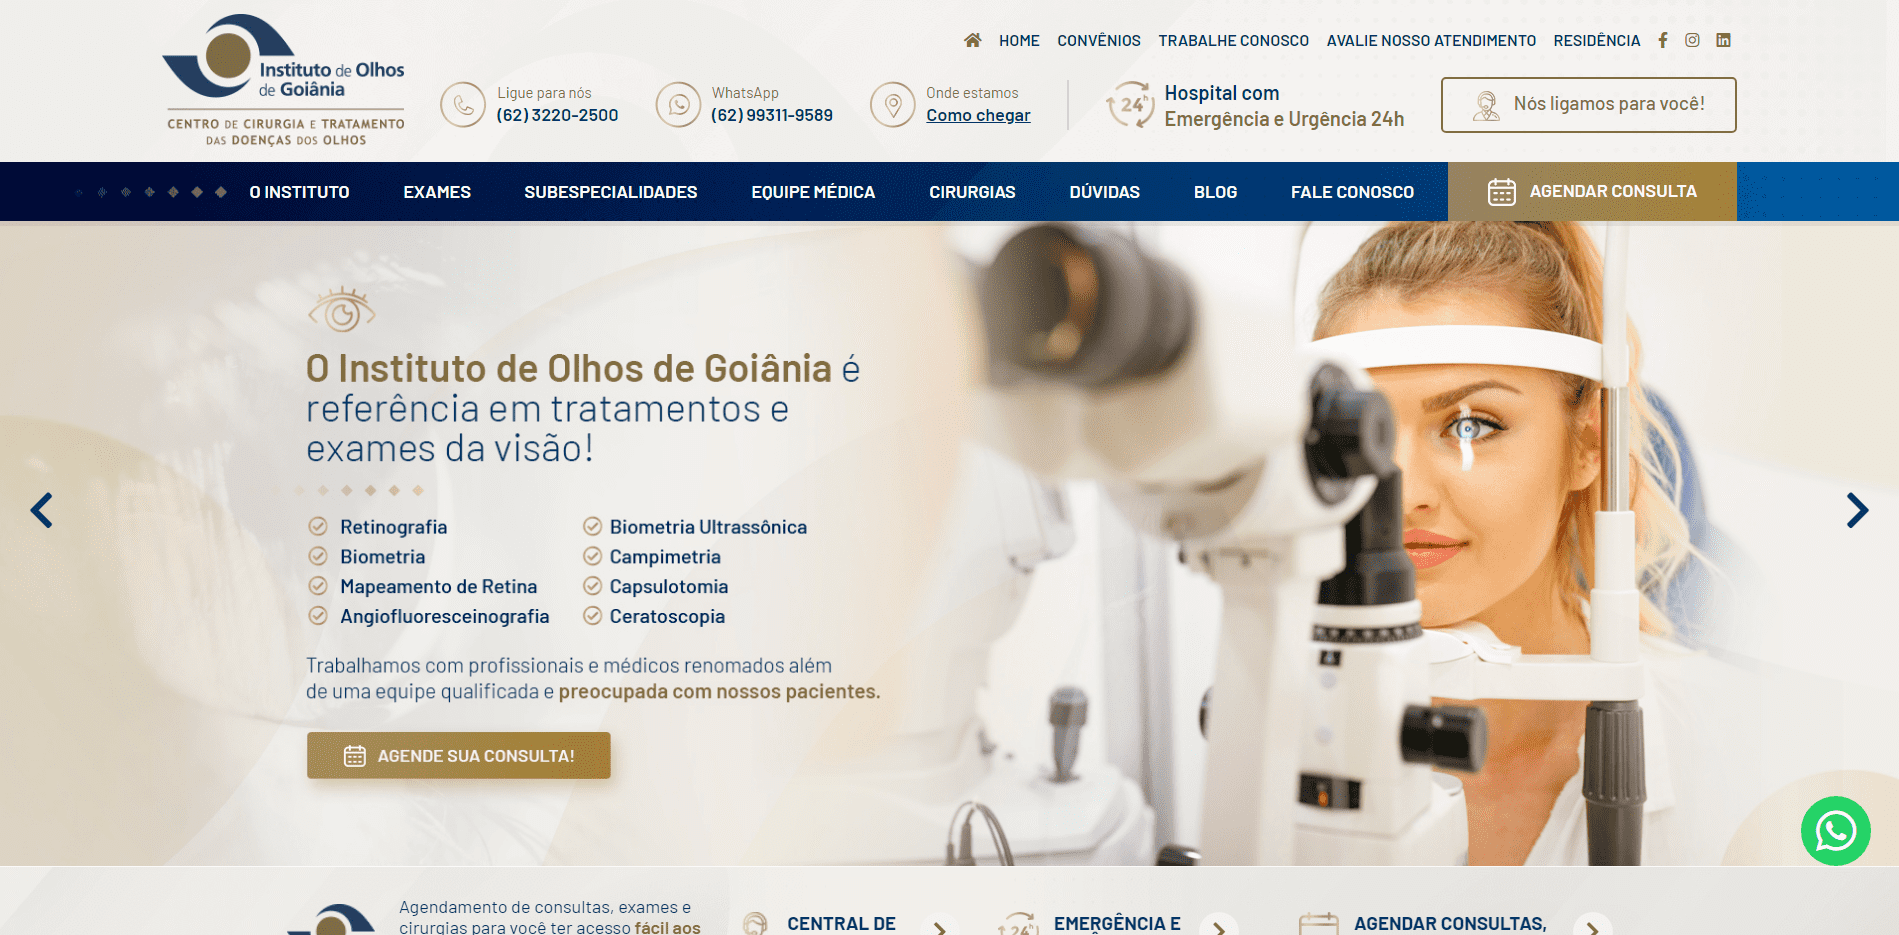 Instituto de Olhos
de Goiânia
CENTRO DE CIRURGIA E TRATAMENTO
DAS DOENÇAS DOS OLHOS
HOME CONVÊNIOS TRABALHE CONOSCO AVALIE NOSSO ATENDIMENTO RESIDÊNCIA
Ligue para nós
(62) 3220-2500
WhatsApp
(62) 99311-9589
Onde estamos
Como chegar
24h
Hospital com
Emergência e Urgência 24h
Nós ligamos para você!
O INSTITUTO EXAMES SUBESPECIALIDADES EQUIPE MÉDICA CIRURGIAS DÚVIDAS BLOG FALE CONOSCO AGENDAR CONSULTA
O Instituto de Olhos de Goiânia é
referência em tratamentos e
exames da visão!
Retinografia
Biometria
Mapeamento de Retina
Angiofluoresceinografia
Biometria Ultrassônica
Campimetria
Capsulotomia
Ceratoscopia
Trabalhamos com profissionais e médicos renomados além
de uma equipe qualificada e preocupada com nossos pacientes.
AGENDE SUA CONSULTA!
Agendamento de consultas, exames e
cirurgias para você ter acesso fácil aos
CENTRAL DE
24h
EMERGÊNCIA E
AGENDAR CONSULTAS,